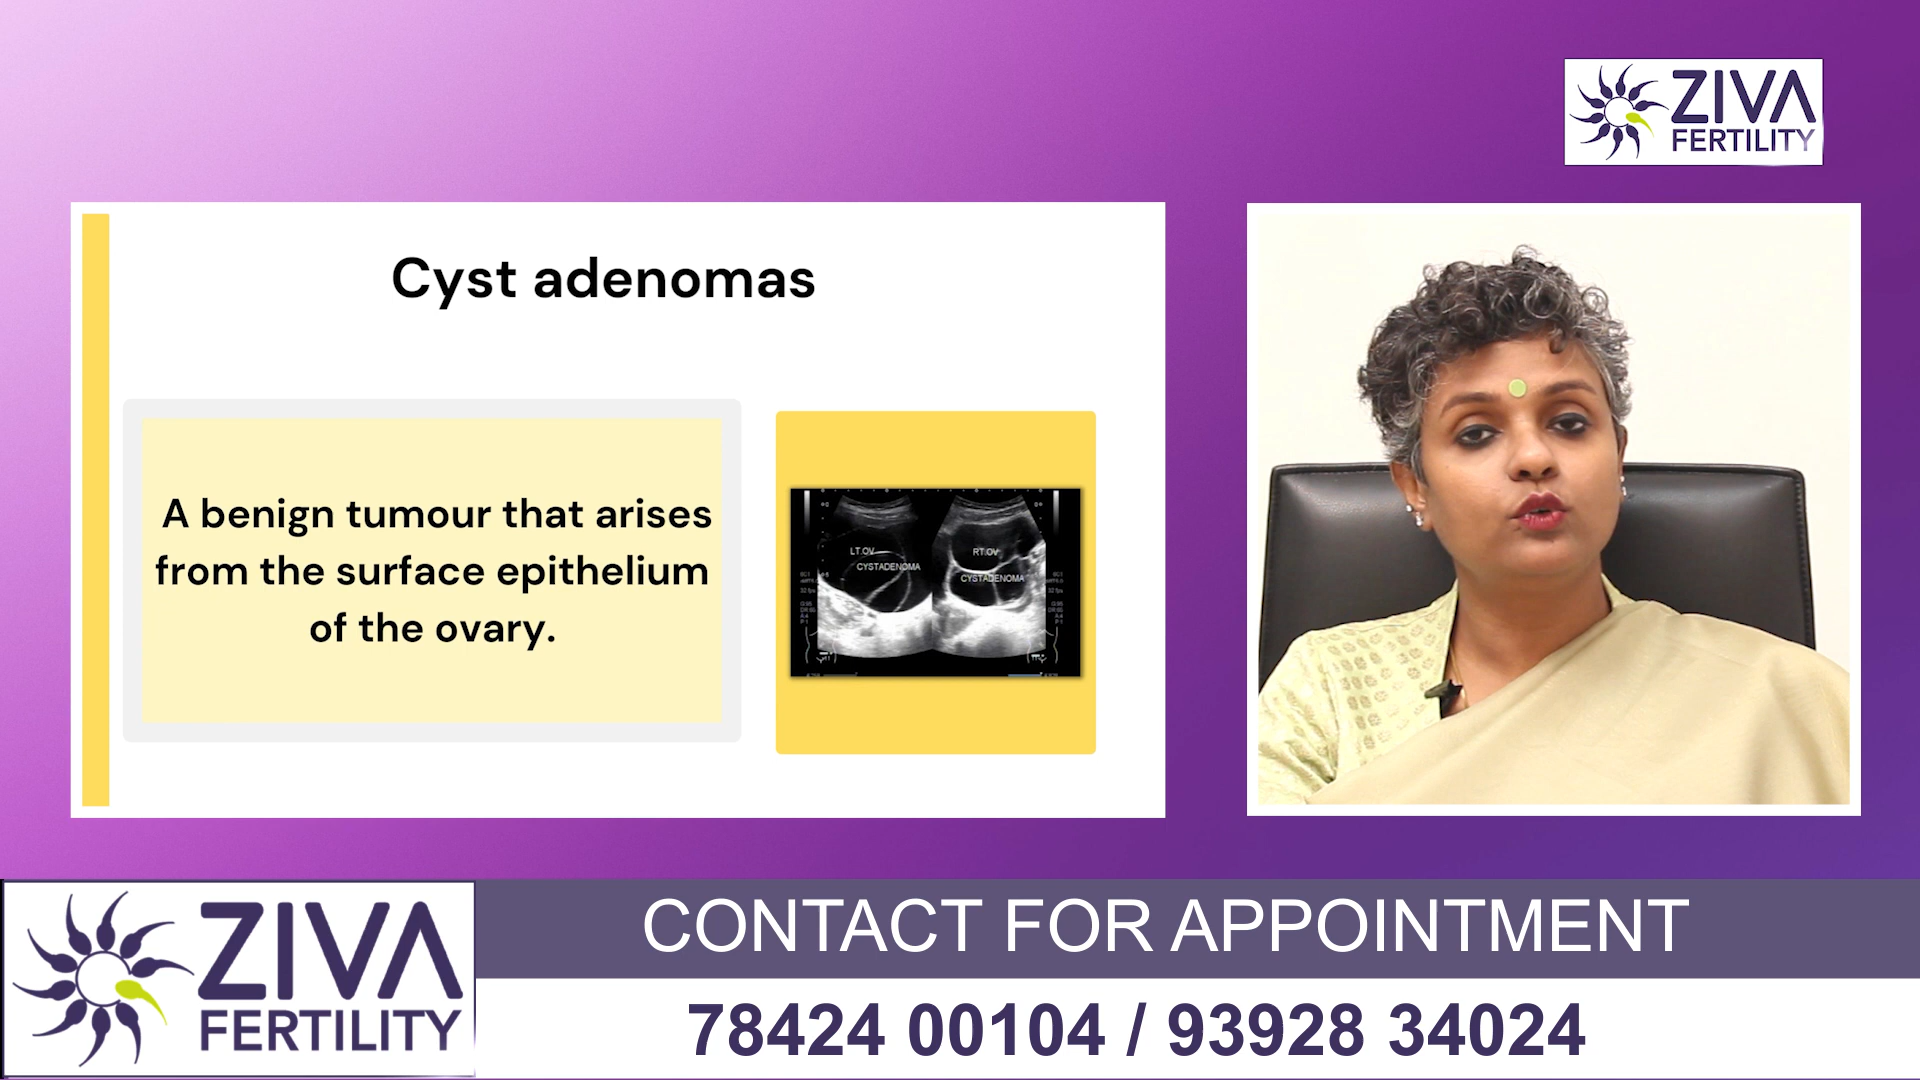 ZIVA
FERTILITY
Cyst adenomas
A benign tumour that arises
from the surface epithelium
of the ovary.
LT.OV
CYSTADENOMA
RT.OV
CYSTADENOMA
ZIVA
FERTILITY
CONTACT FOR APPOINTMENT
78424 00104 / 93928 34024